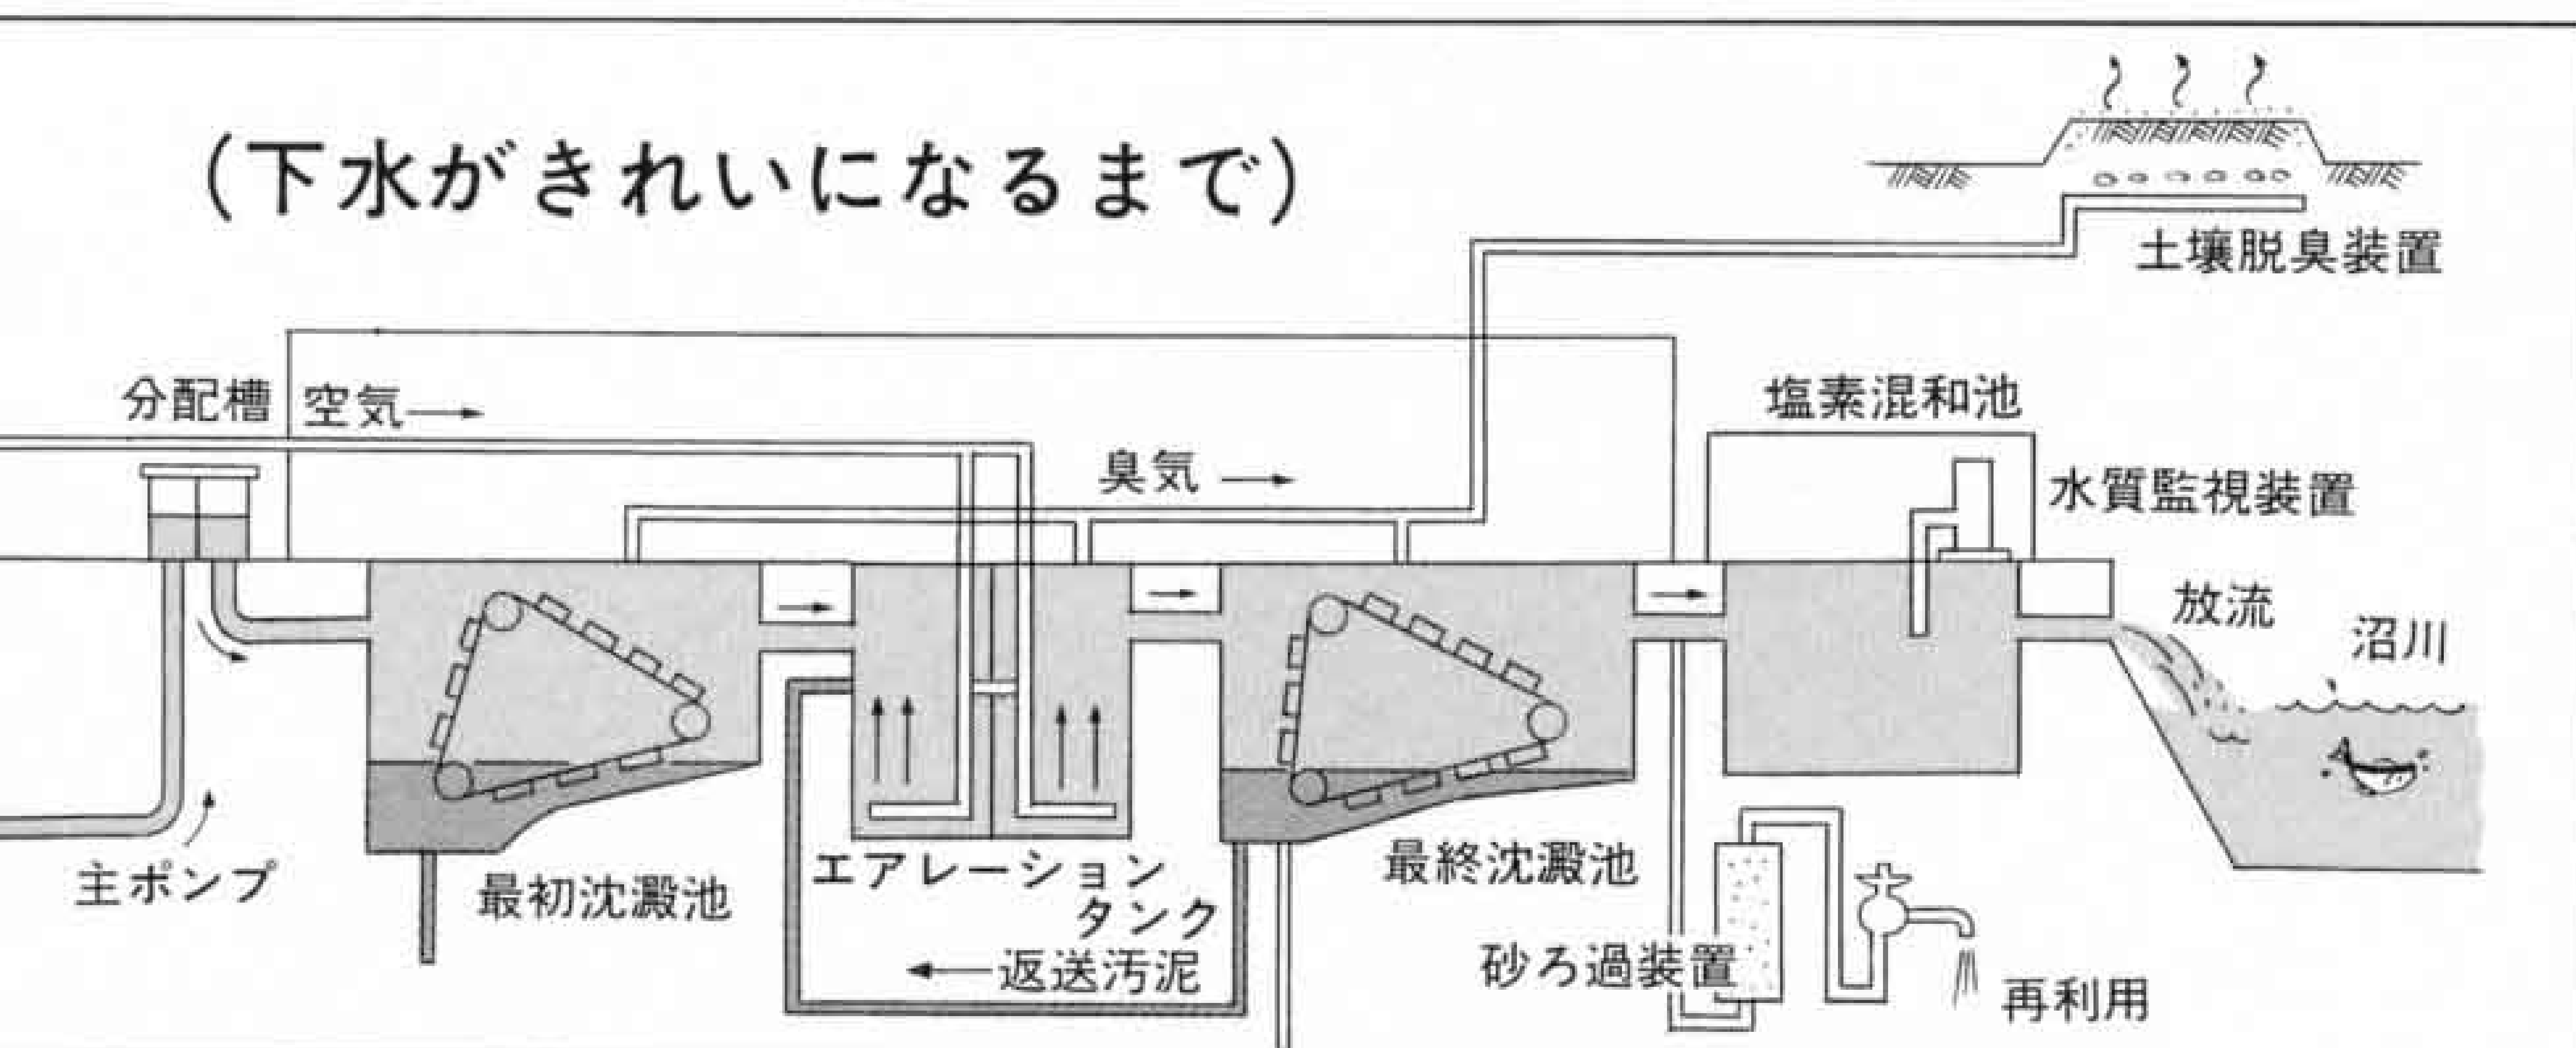 (下水がきれいになるまで)
土壌脱臭装置
分配槽
空気
塩素混和池
臭気
水質監視装置
放流
沼川
主ポンプ
最初沈澱池
エアレーション
タンク
最終沈澱池
返送汚泥
砂ろ過装置
再利用